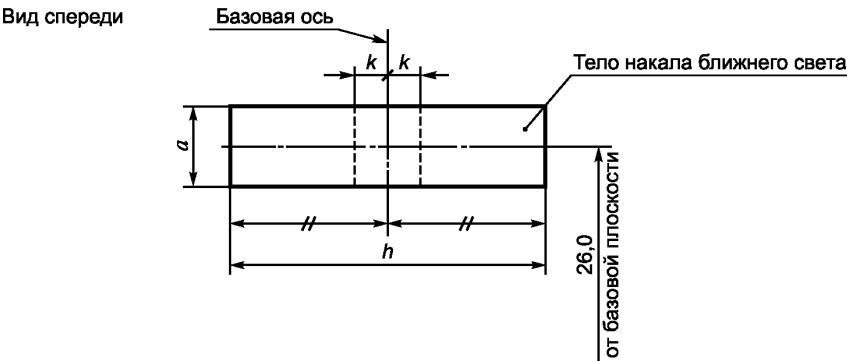 Вид спереди
Базовая ось
k k
Тело накала ближнего света
a
h
26,0
от базовой плоскости